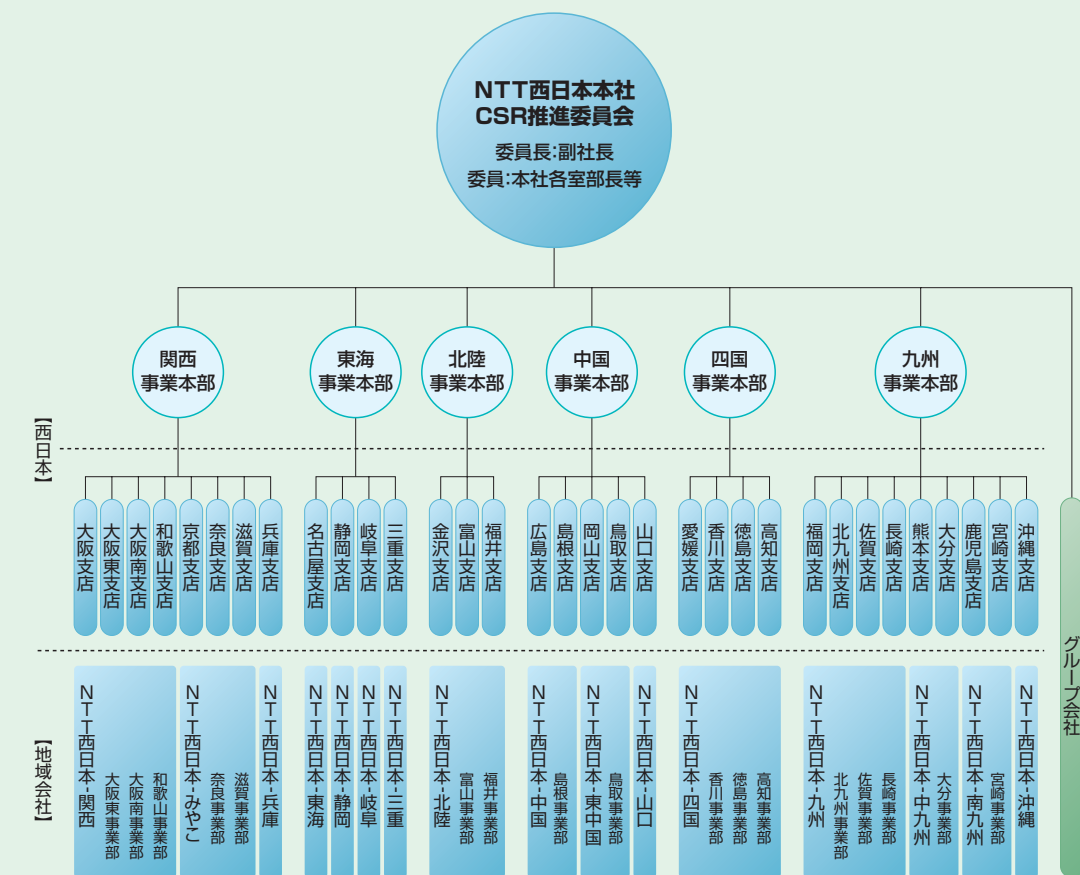 NTT西日本本社
CSR推進委員会
委員長:副社長
委員:本社各室部長等
関西
事業本部
東海
事業本部
北陸
事業本部
中国
事業本部
四国
事業本部
九州
事業本部
【西日本】
大阪支店
大阪東支店
大阪南支店
和歌山支店
京都支店
奈良支店
滋賀支店
兵庫支店
名古屋支店
静岡支店
岐阜支店
三重支店
金沢支店
富山支店
福井支店
広島支店
島根支店
岡山支店
鳥取支店
山口支店
愛媛支店
香川支店
徳島支店
高知支店
福岡支店
北九州支店
佐賀支店
長崎支店
熊本支店
大分支店
鹿児島支店
宮崎支店
沖縄支店
グループ会社
【地域会社】
NTT西日本-関西
大阪東事業部
大阪南事業部
和歌山事業部
NTT西日本-みやこ
奈良事業部
滋賀事業部
NTT西日本-兵庫
NTT西日本-東海
NTT西日本-静岡
NTT西日本-岐阜
NTT西日本-三重
NTT西日本-北陸
富山事業部
福井事業部
NTT西日本-中国
島根事業部
NTT西日本-東中国
鳥取事業部
NTT西日本-山口
NTT西日本-四国
香川事業部
徳島事業部
高知事業部
NTT西日本-九州
北九州事業部
佐賀事業部
長崎事業部
NTT西日本-中九州
大分事業部
NTT西日本-南九州
宮崎事業部
NTT西日本-沖縄